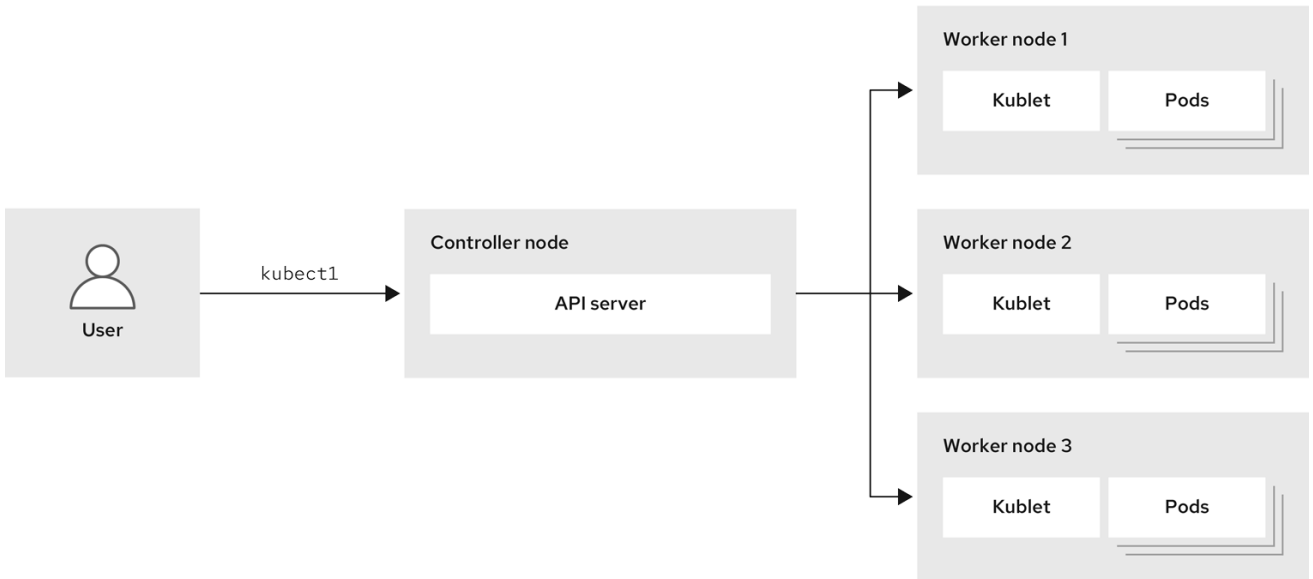 User
kubect1
Controller node
API server
Worker node 1
Kublet
Pods
Worker node 2
Kublet
Pods
Worker node 3
Kublet
Pods